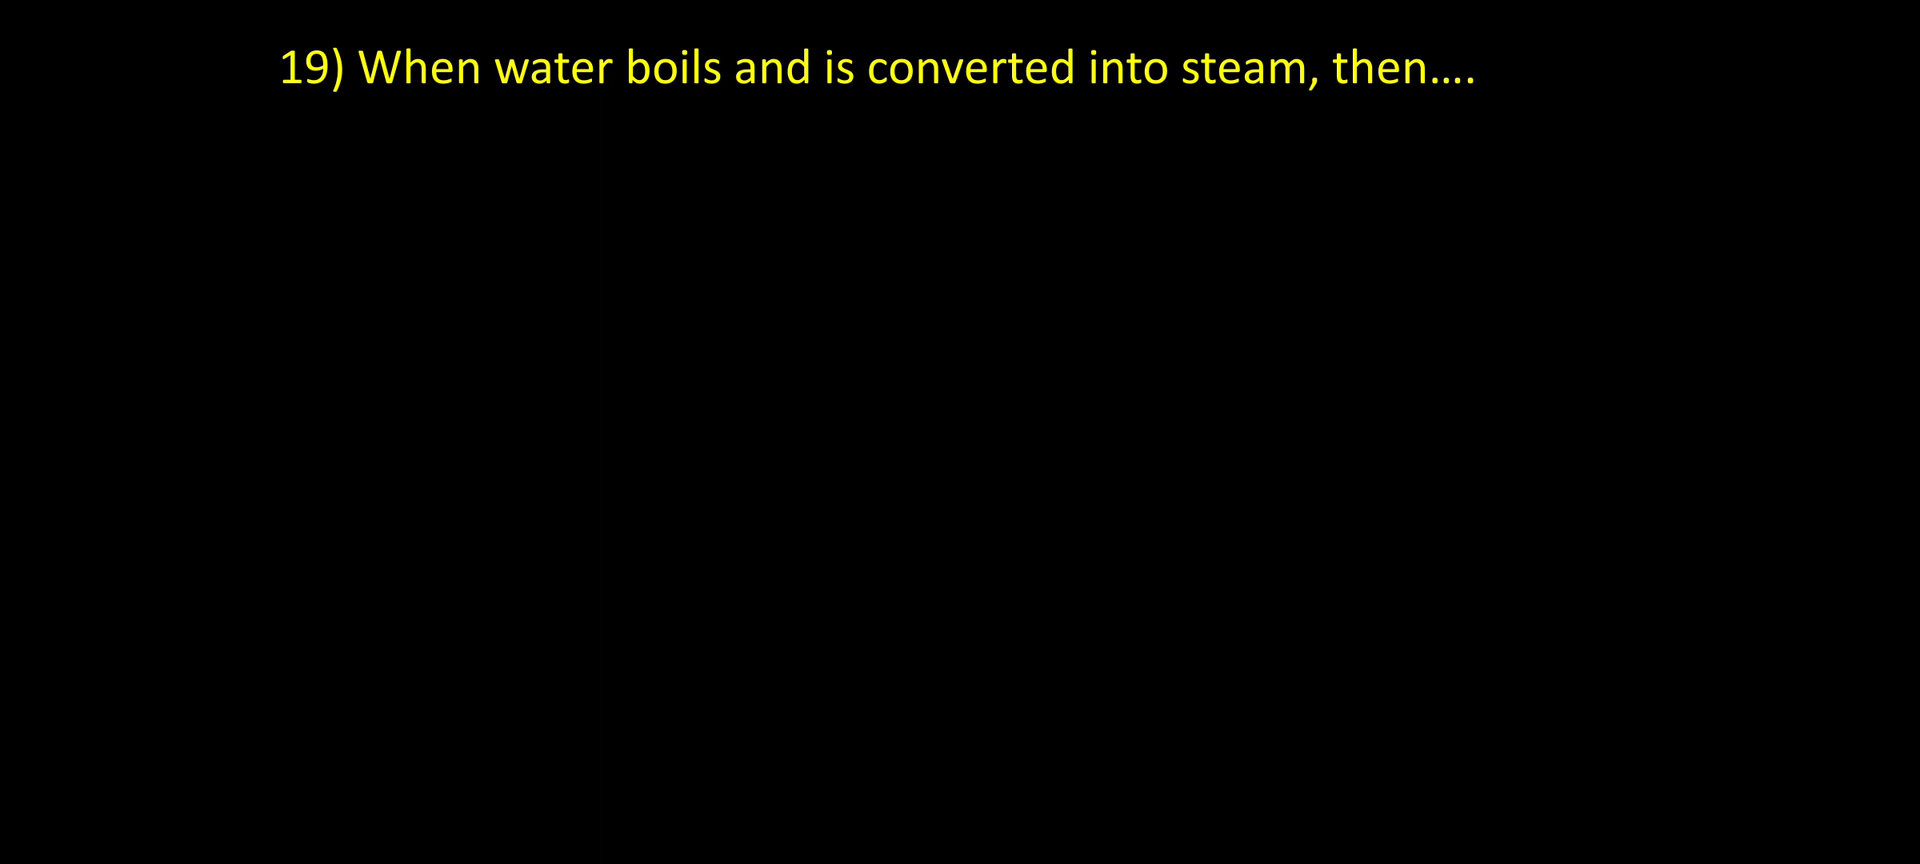 19) When water boils and is converted into steam, then....